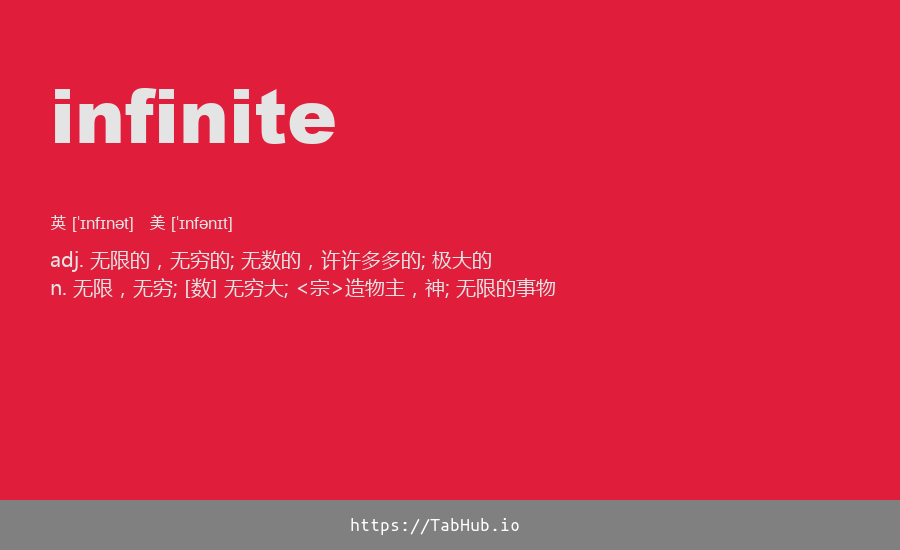 infinite
英 [ˈɪnfɪnət]   美 [ˈɪnfənɪt]
adj. 无限的，无穷的; 无数的，许许多多的; 极大的
n. 无限，无穷; [数] 无穷大; <宗>造物主，神; 无限的事物
https://TabHub.io